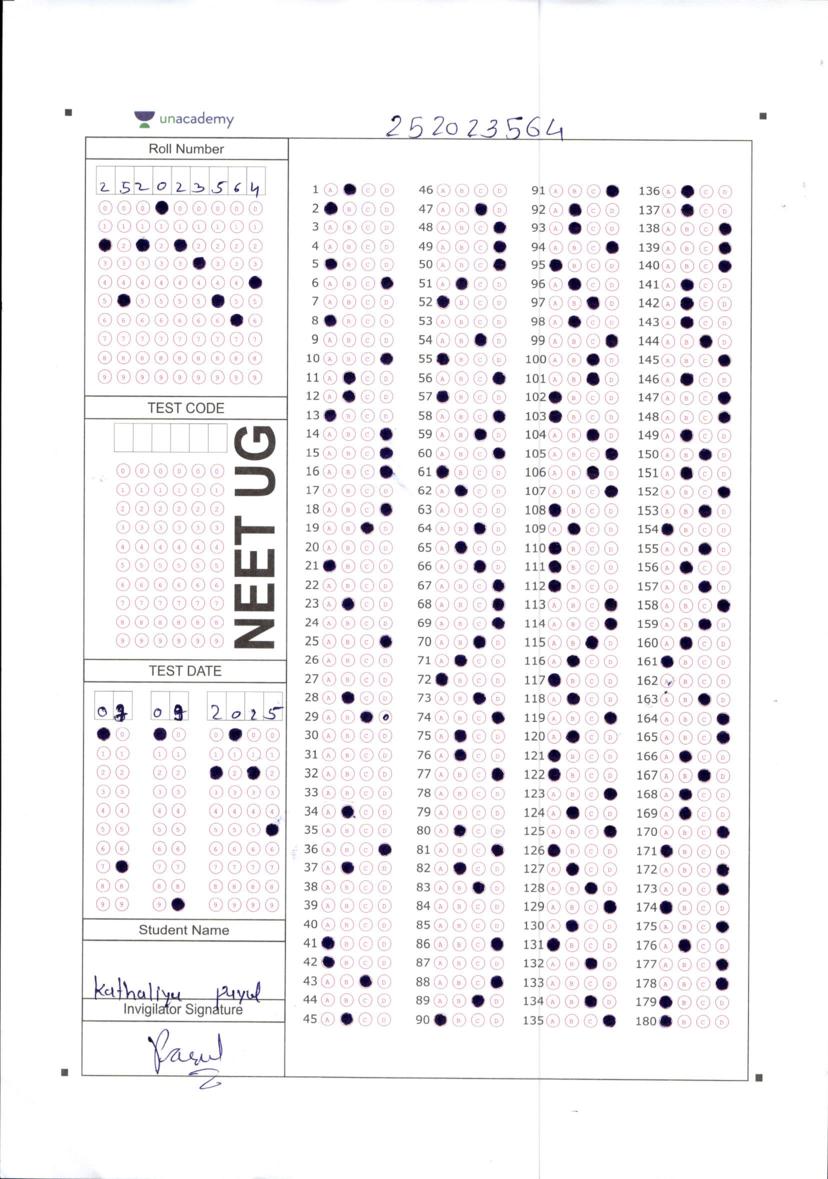 unacademy
252023564
Roll Number
2 5 2 0 2 3 5 6 4
TEST CODE
NEET UG
TEST DATE
0 7 0 9 2 0 2 5
Student Name
Kathaliya
Invigilator Signature
1 A C D
2 B C D
3 A B C D
4 A B C D
5 B C D
6 A B C
7 A B C D
8 B C D
9 A B C D
10 A B C
11 A C D
12 A C D
13 B C D
14 A B C
15 A B C
16 A B C
17 A B C D
18 A B C
19 A B D
20 A B C D
21 B C D
22 A B C D
23 A C D
24 A B C D
25 A B C
26 A B C D
27 A B C D
28 A C D
29 A B
30 A B C D
31 A B C D
32 A B C D
33 A B C D
34 A C D
35 A B C D
36 A B C
37 A C D
38 A B C D
39 A B C D
40 A B C D
41 B C D
42 B C D
43 A B D
44 A B C D
45 A C D
46 A B C D
47 A B D
48 A B C
49 A B C
50 A B C
51 A C D
52 B C D
53 A B C D
54 A B D
55 B C D
56 A B C
57 B C D
58 A B C
59 A B D
60 A B C
61 B C D
62 A C D
63 A B C D
64 A B D
65 A C D
66 A B D
67 A B C
68 A B C
69 A B C
70 A B D
71 A C D
72 B C D
73 A B D
74 A B C
75 A C D
76 A C D
77 A B C
78 A B C D
79 A B C D
80 A C D
81 A B C
82 A C D
83 A B D
84 A B C D
85 A B C D
86 A B C
87 A B C D
88 A B C
89 A B D
90 B C D
91 A B C
92 A C D
93 A C D
94 A B C
95 B C D
96 A C D
97 A B D
98 A C D
99 A B C
100 A B D
101 A B D
102 B C D
103 B C D
104 A B D
105 A B C
106 A B D
107 A B C
108 B C D
109 A C D
110 B C D
111 B C D
112 B C D
113 A B C
114 A B C
115 A B D
116 A C D
117 B C D
118 A C D
119 A B C
120 A C D
121 B C D
122 B C D
123 A B C
124 A C D
125 A B C
126 B C D
127 A C D
128 A B D
129 A B C
130 A C D
131 B C D
132 A B D
133 A B C D
134 A B D
135 A B C
136 A C D
137 A C D
138 A B C
139 A B C
140 A B C
141 A C D
142 A C D
143 A C D
144 A B D
145 A B C
146 A C D
147 A B C
148 A B C
149 A C D
150 A B D
151 A C D
152 A B C
153 A B D
154 B C D
155 A B D
156 A C D
157 A B D
158 A B C
159 A B D
160 A C D
161 B C D
162 A C D
163 A B D
164 A B C
165 A B C
166 A C D
167 A B D
168 A C D
169 A C D
170 A B C
171 B C D
172 A B C
173 A B C
174 B C D
175 A B C
176 A C D
177 A B C
178 A B C
179 B C D
180 B C D